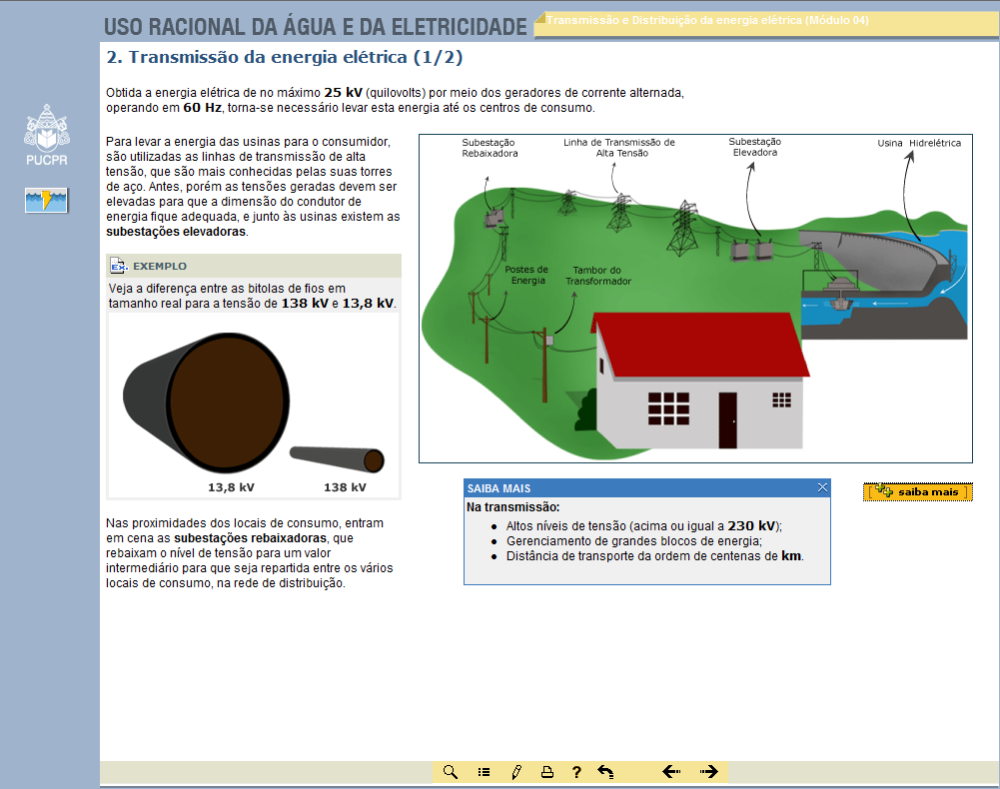 USO RACIONAL DA ÁGUA E DA ELETRICIDADE
Transmissão e Distribuição da energia elétrica (Módulo 04)
PUCPR
2. Transmissão da energia elétrica (1/2)
Obtida a energia elétrica de no máximo 25 kV (quilovolts) por meio dos geradores de corrente alternada,
operando em 60 Hz, torna-se necessário levar esta energia até os centros de consumo.
Para levar a energia das usinas para o consumidor,
são utilizadas as linhas de transmissão de alta
tensão, que são mais conhecidas pelas suas torres
de aço. Antes, porém as tensões geradas devem ser
elevadas para que a dimensão do condutor de
energia fique adequada, e junto às usinas existem as
subestações elevadoras.
EX. EXEMPLO
Veja a diferença entre as bitolas de fios em
tamanho real para a tensão de 138 kV e 13,8 kV.
13,8 kV
138 kV
Nas proximidades dos locais de consumo, entram
em cena as subestações rebaixadoras, que
rebaixam o nível de tensão para um valor
intermediário para que seja repartida entre os vários
locais de consumo, na rede de distribuição.
Subestação
Rebaixadora
Linha de Transmissão de
Alta Tensão
Subestação
Elevadora
Usina Hidrelétrica
Postes de
Energia
Tambor do
Transformador
SAIBA MAIS
Na transmissão:
• Altos níveis de tensão (acima ou igual a 230 kV);
• Gerenciamento de grandes blocos de energia;
• Distância de transporte da ordem de centenas de km.
[ saiba mais ]